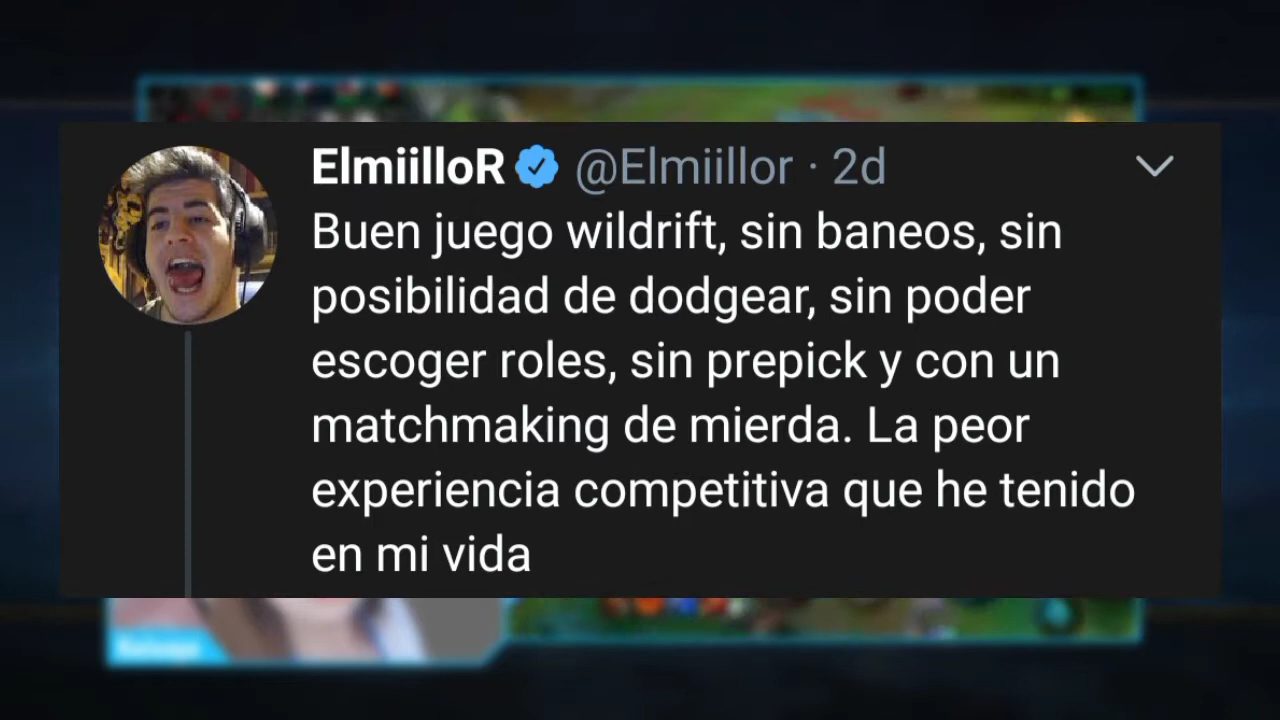 ElmiilloR @Elmiillor · 2d
Buen juego wildrift, sin baneos, sin
posibilidad de dodgear, sin poder
escoger roles, sin prepick y con un
matchmaking de mierda. La peor
experiencia competitiva que he tenido
en mi vida